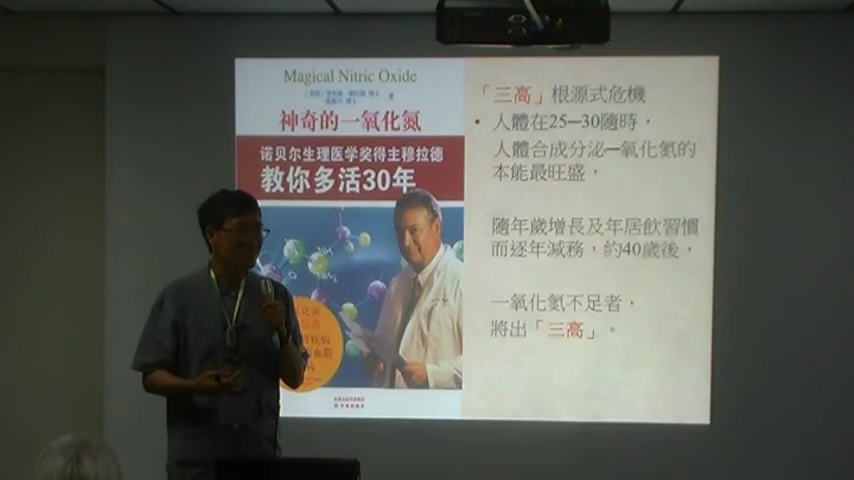 Magical Nitric Oxide
神奇的一氧化氮
诺贝尔生理医学奖得主穆拉德
教你多活30年
「三高」根源式危機
• 人體在25─30隨時，
人體合成分泌─氧化氮的
本能最旺盛，
隨年歲增長及年居飲習慣
而逐年減務，約40歲後，
一氧化氮不足者，
將出「三高」。